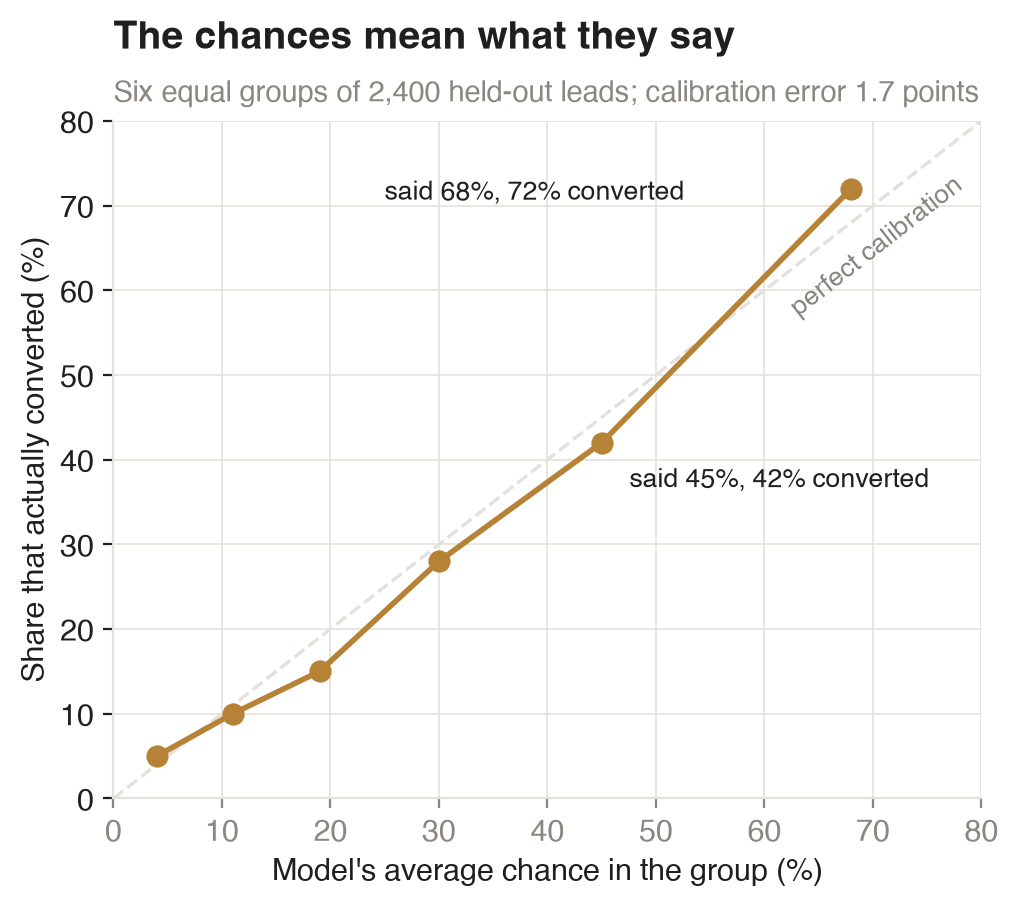 The chances mean what they say
Six equal groups of 2,400 held-out leads; calibration error 1.7 points
80
70
60
50
40
30
20
10
0
Share that actually converted (%)
said 68%, 72% converted
perfect calibration
said 45%, 42% converted
0 10 20 30 40 50 60 70 80
Model's average chance in the group (%)